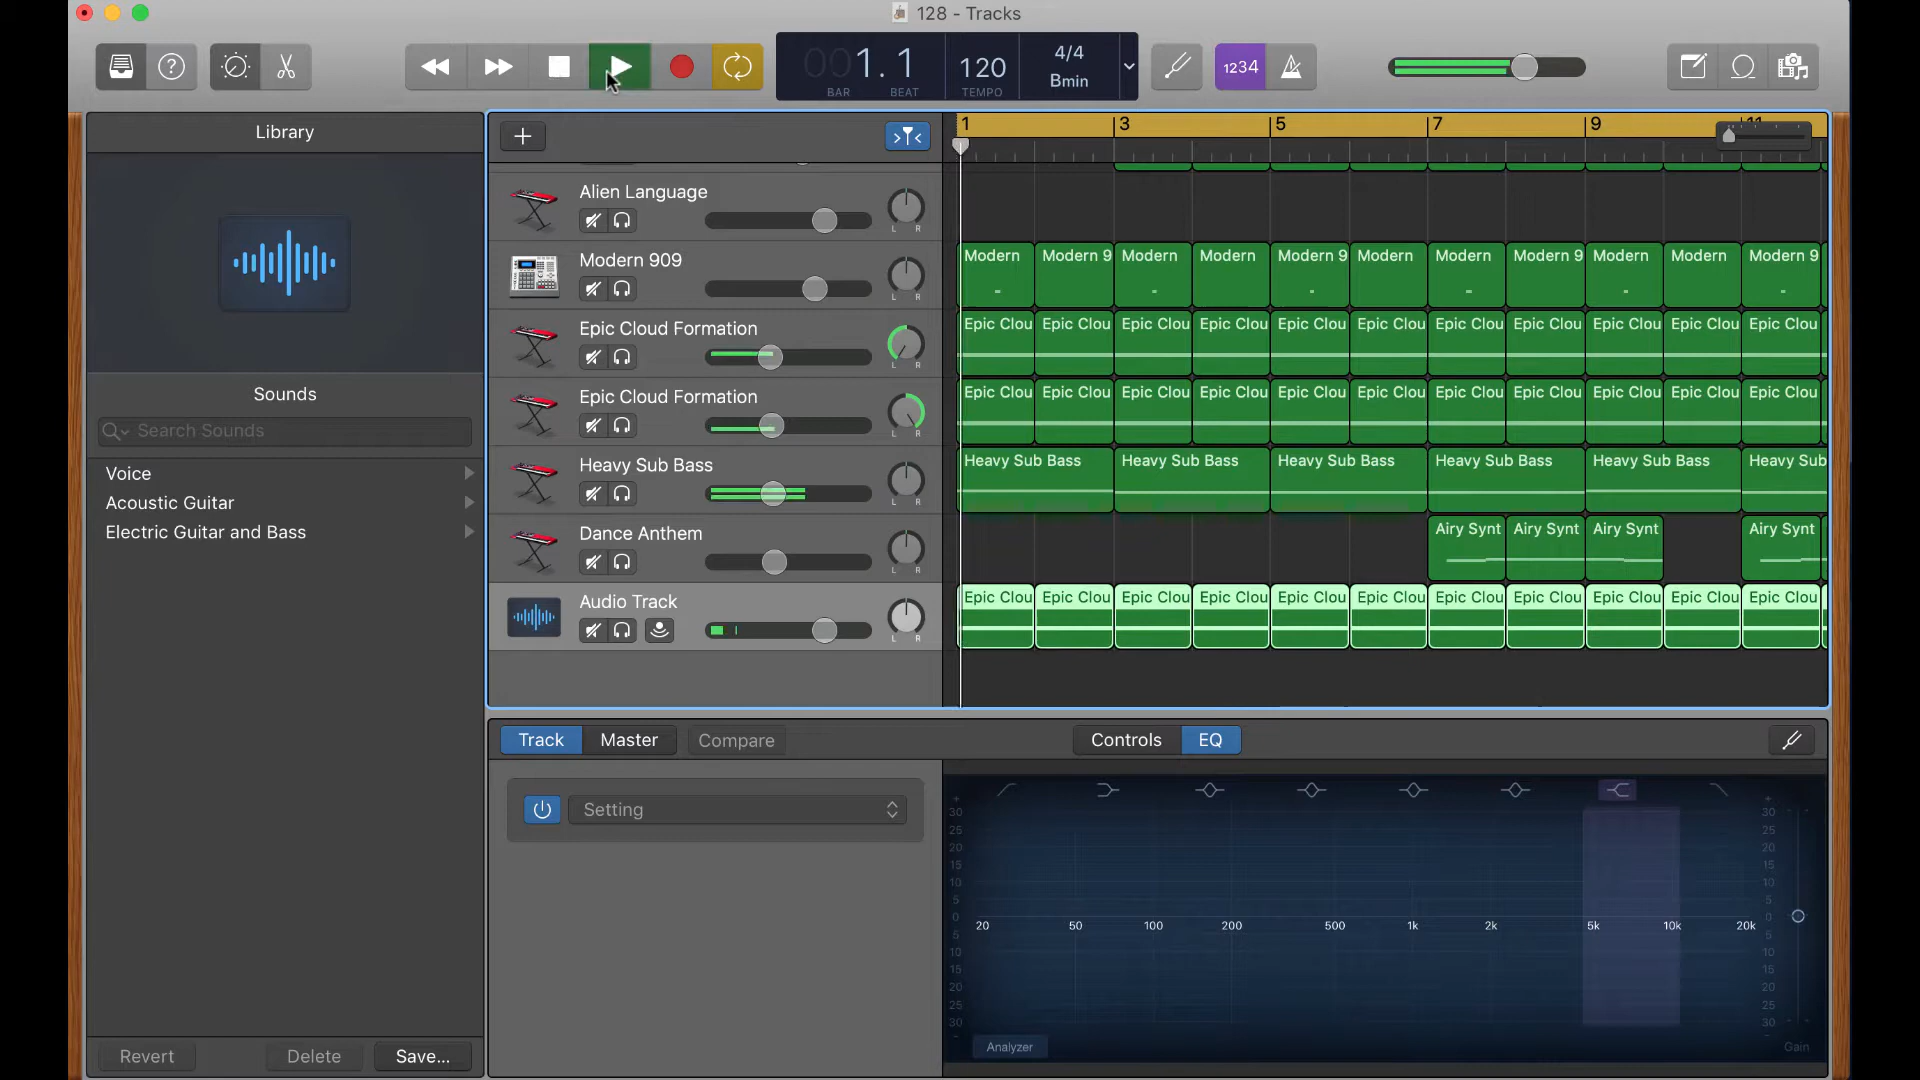 128 - Tracks
001. 1
BAR BEAT
120
TEMPO
4/4
Bmin
1234
Library
Sounds
Search Sounds
Voice
Acoustic Guitar
Electric Guitar and Bass
Revert
Delete
Save...
1 3 5 7 9 11
Alien Language
L R
Modern 909
L R
Modern Modern 9 Modern Modern Modern 9 Modern Modern Modern 9 Modern Modern Modern 9
Epic Cloud Formation
L R
Epic Clou Epic Clou Epic Clou Epic Clou Epic Clou Epic Clou Epic Clou Epic Clou Epic Clou Epic Clou Epic Clou
Epic Cloud Formation
L R
Epic Clou Epic Clou Epic Clou Epic Clou Epic Clou Epic Clou Epic Clou Epic Clou Epic Clou Epic Clou Epic Clou
Heavy Sub Bass
L R
Heavy Sub Bass Heavy Sub Bass Heavy Sub Bass Heavy Sub Bass Heavy Sub Bass Heavy Sub
Dance Anthem
L R
Airy Synt Airy Synt Airy Synt Airy Synt
Audio Track
L R
Epic Clou Epic Clou Epic Clou Epic Clou Epic Clou Epic Clou Epic Clou Epic Clou Epic Clou Epic Clou Epic Clou
Track Master Compare
Controls EQ
Setting
+ +
30 30
25 25
20 20
15 15
10 10
5 5
0 0
20 50 100 200 500 1k 2k 5k 10k 20k
5 5
10 10
15 15
20 20
25 25
30 30
Analyzer
Gain